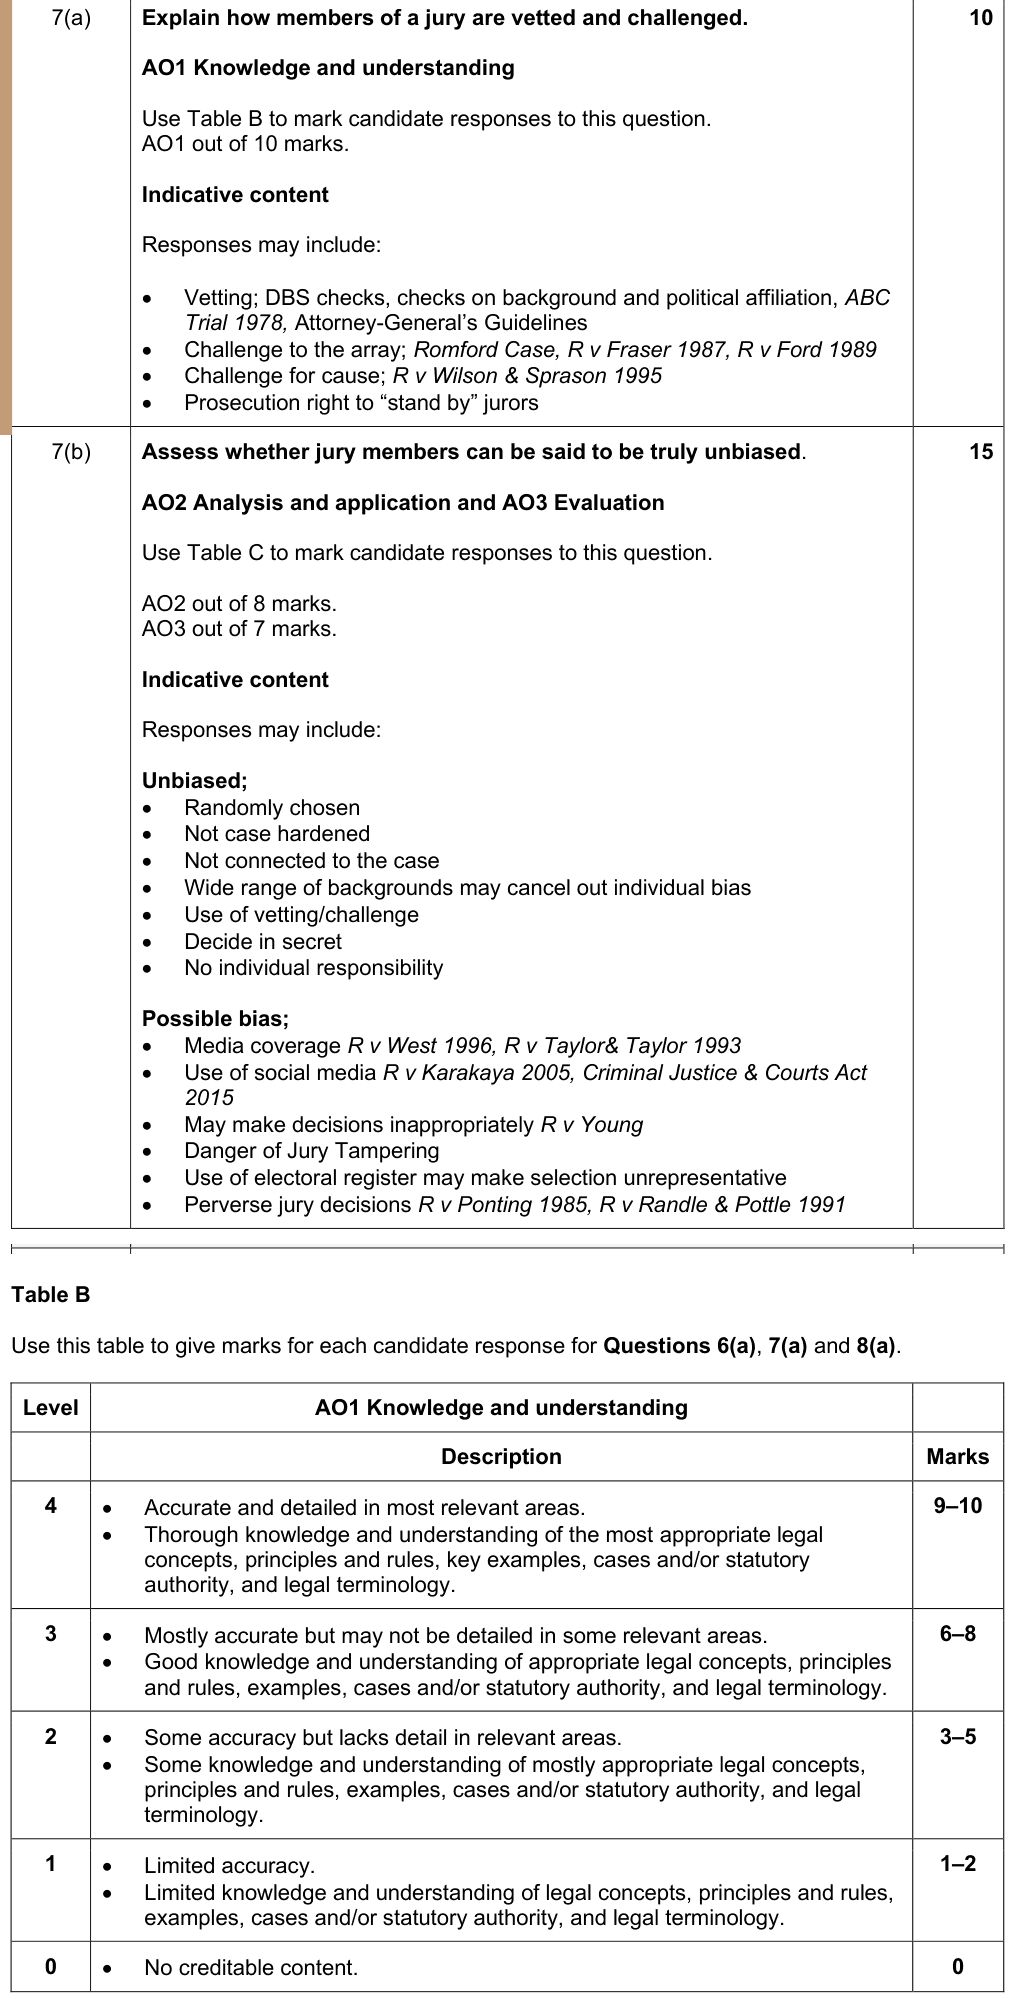 7(a) Explain how members of a jury are vetted and challenged. 10
AO1 Knowledge and understanding
Use Table B to mark candidate responses to this question.
AO1 out of 10 marks.
Indicative content
Responses may include:
• Vetting; DBS checks, checks on background and political affiliation, ABC
Trial 1978, Attorney-General’s Guidelines
• Challenge to the array; Romford Case, R v Fraser 1987, R v Ford 1989
• Challenge for cause; R v Wilson & Sprason 1995
• Prosecution right to “stand by” jurors
7(b) Assess whether jury members can be said to be truly unbiased. 15
AO2 Analysis and application and AO3 Evaluation
Use Table C to mark candidate responses to this question.
AO2 out of 8 marks.
AO3 out of 7 marks.
Indicative content
Responses may include:
Unbiased;
• Randomly chosen
• Not case hardened
• Not connected to the case
• Wide range of backgrounds may cancel out individual bias
• Use of vetting/challenge
• Decide in secret
• No individual responsibility
Possible bias;
• Media coverage R v West 1996, R v Taylor& Taylor 1993
• Use of social media R v Karakaya 2005, Criminal Justice & Courts Act
2015
• May make decisions inappropriately R v Young
• Danger of Jury Tampering
• Use of electoral register may make selection unrepresentative
• Perverse jury decisions R v Ponting 1985, R v Randle & Pottle 1991
Table B
Use this table to give marks for each candidate response for Questions 6(a), 7(a) and 8(a).
Level AO1 Knowledge and understanding
Description Marks
4 • Accurate and detailed in most relevant areas. 9–10
• Thorough knowledge and understanding of the most appropriate legal
concepts, principles and rules, key examples, cases and/or statutory
authority, and legal terminology.
3 • Mostly accurate but may not be detailed in some relevant areas. 6–8
• Good knowledge and understanding of appropriate legal concepts, principles
and rules, examples, cases and/or statutory authority, and legal terminology.
2 • Some accuracy but lacks detail in relevant areas. 3–5
• Some knowledge and understanding of mostly appropriate legal concepts,
principles and rules, examples, cases and/or statutory authority, and legal
terminology.
1 • Limited accuracy. 1–2
• Limited knowledge and understanding of legal concepts, principles and rules,
examples, cases and/or statutory authority, and legal terminology.
0 • No creditable content. 0